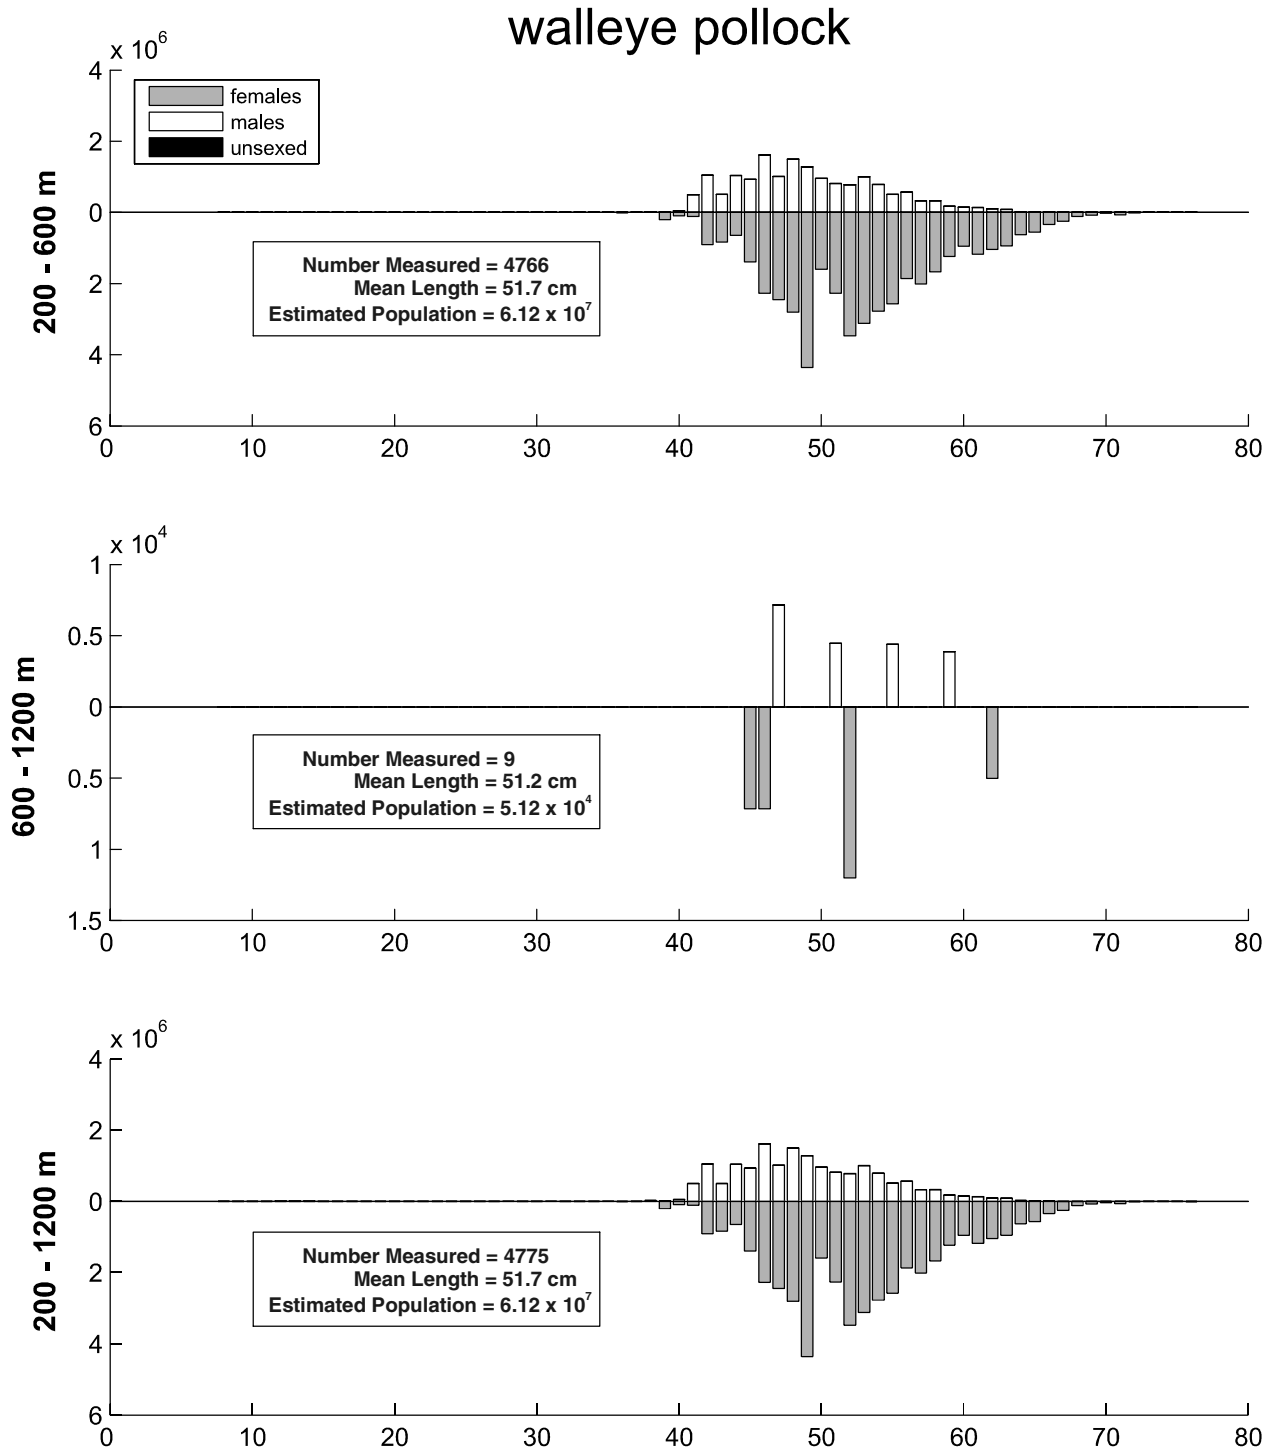 walleye pollock
x 10^6
4
2
0
2
4
6
females
males
unsexed
200 - 600 m
Number Measured = 4766
Mean Length = 51.7 cm
Estimated Population = 6.12 x 10^7
0 10 20 30 40 50 60 70 80
x 10^4
1
0.5
0
0.5
1
1.5
600 - 1200 m
Number Measured = 9
Mean Length = 51.2 cm
Estimated Population = 5.12 x 10^4
0 10 20 30 40 50 60 70 80
x 10^6
4
2
0
2
4
6
200 - 1200 m
Number Measured = 4775
Mean Length = 51.7 cm
Estimated Population = 6.12 x 10^7
0 10 20 30 40 50 60 70 80